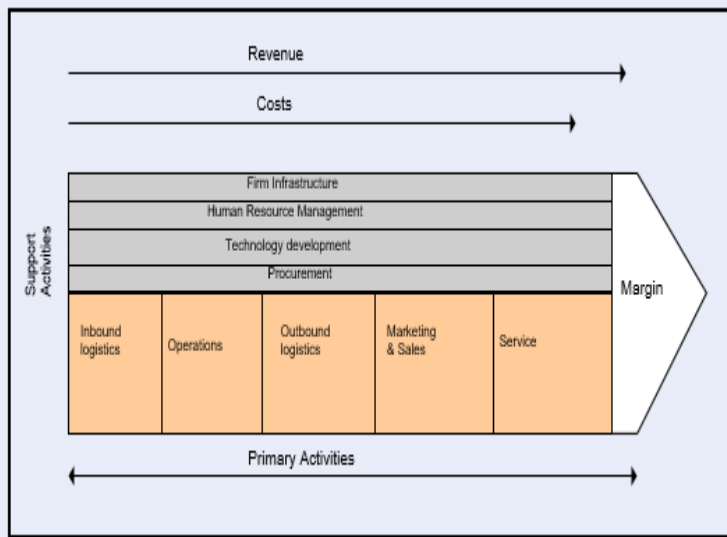 Revenue
Costs
Support
Activities
Firm Infrastructure
Human Resource Management
Technology development
Procurement
Margin
Inbound
logistics
Operations
Outbound
logistics
Marketing
& Sales
Service
Primary Activities